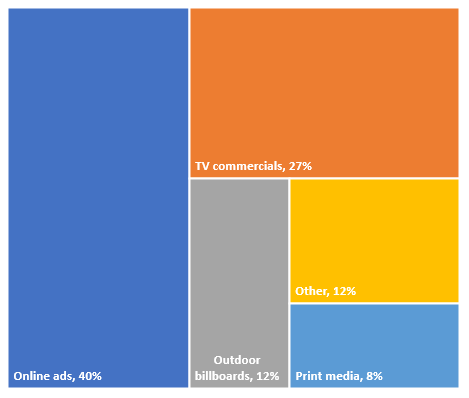 TV commercials, 27%
Other, 12%
Outdoor
billboards, 12%
Online ads, 40%
Print media, 8%